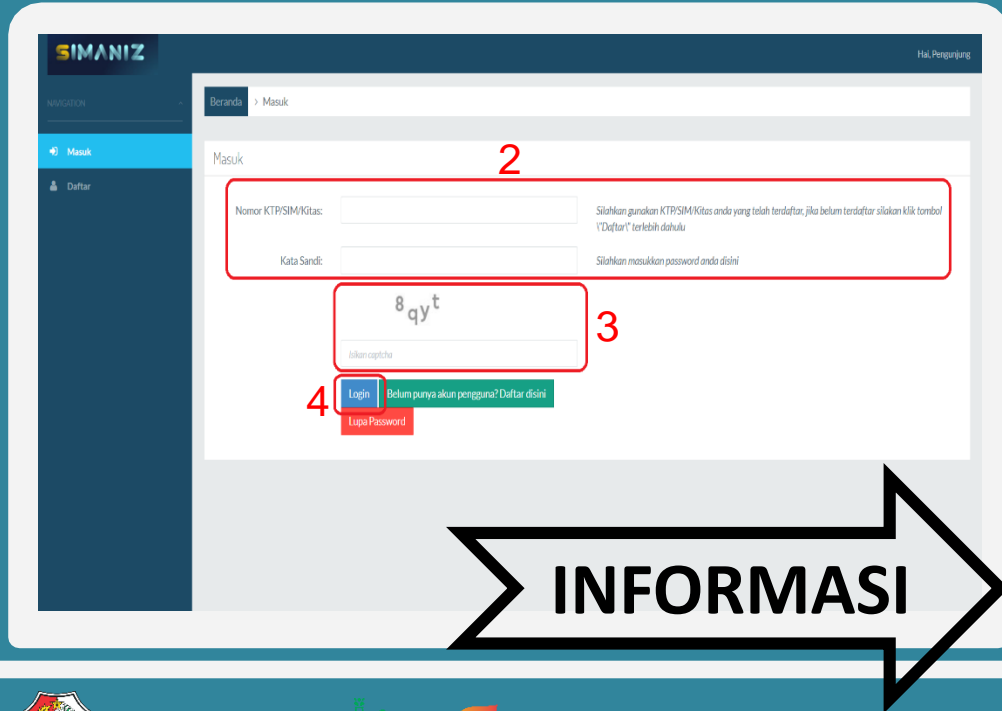 SIMANIZ
Hai, Pengunjung
NAVIGATION
Beranda > Masuk
Masuk
Daftar
Masuk
2
Nomor KTP/SIM/Kitas:
Silahkan gunakan KTP/SIM/Kitas anda yang telah terdaftar, jika belum terdaftar silakan klik tombol
\"Daftar\" terlebih dahulu
Kata Sandi:
Silahkan masukkan password anda disini
8qyt
3
Isikan captcha
4
Login
Belum punya akun pengguna? Daftar disini
Lupa Password
INFORMASI